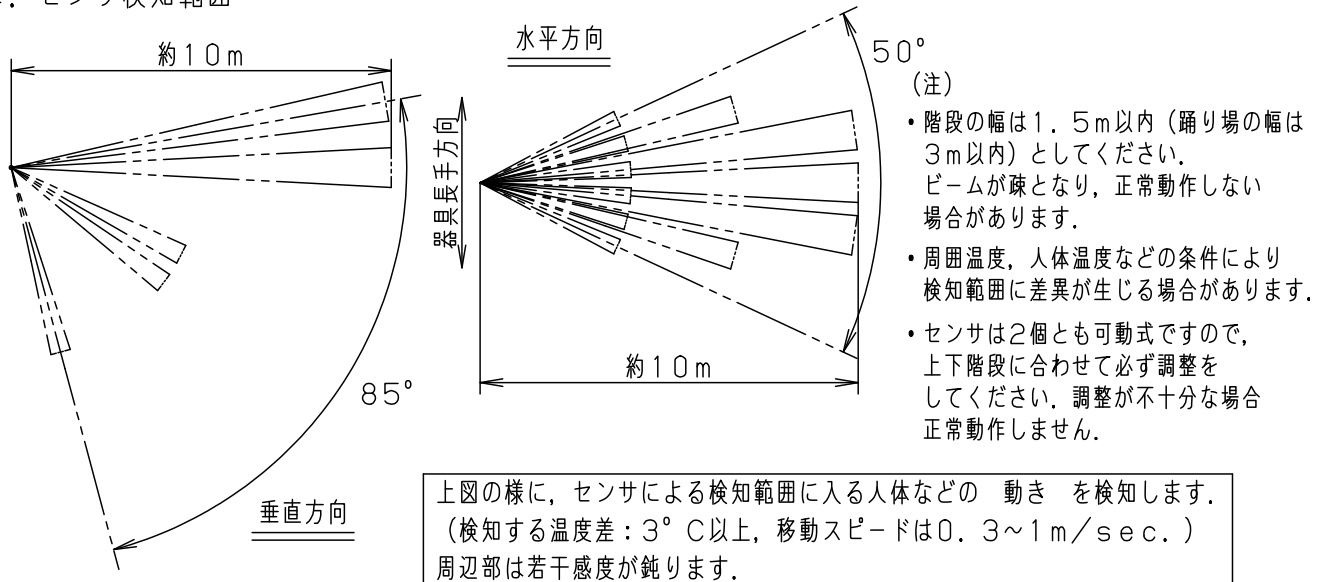 センサ検知範囲
約10m
水平方向
50°
器具長手方向
約10m
85°
垂直方向
(注)
・階段の幅は1.5m以内(踊り場の幅は
3m以内)としてください.
ビームが疎となり,正常動作しない
場合があります.
・周囲温度,人体温度などの条件により
検知範囲に差異が生じる場合があります.
・センサは2個とも可動式ですので,
上下階段に合わせて必ず調整を
してください.調整が不十分な場合
正常動作しません.
上図の様に,センサによる検知範囲に入る人体などの 動き を検知します.
(検知する温度差:3°C以上,移動スピードは0.3~1m/sec.)
周辺部は若干感度が鈍ります.